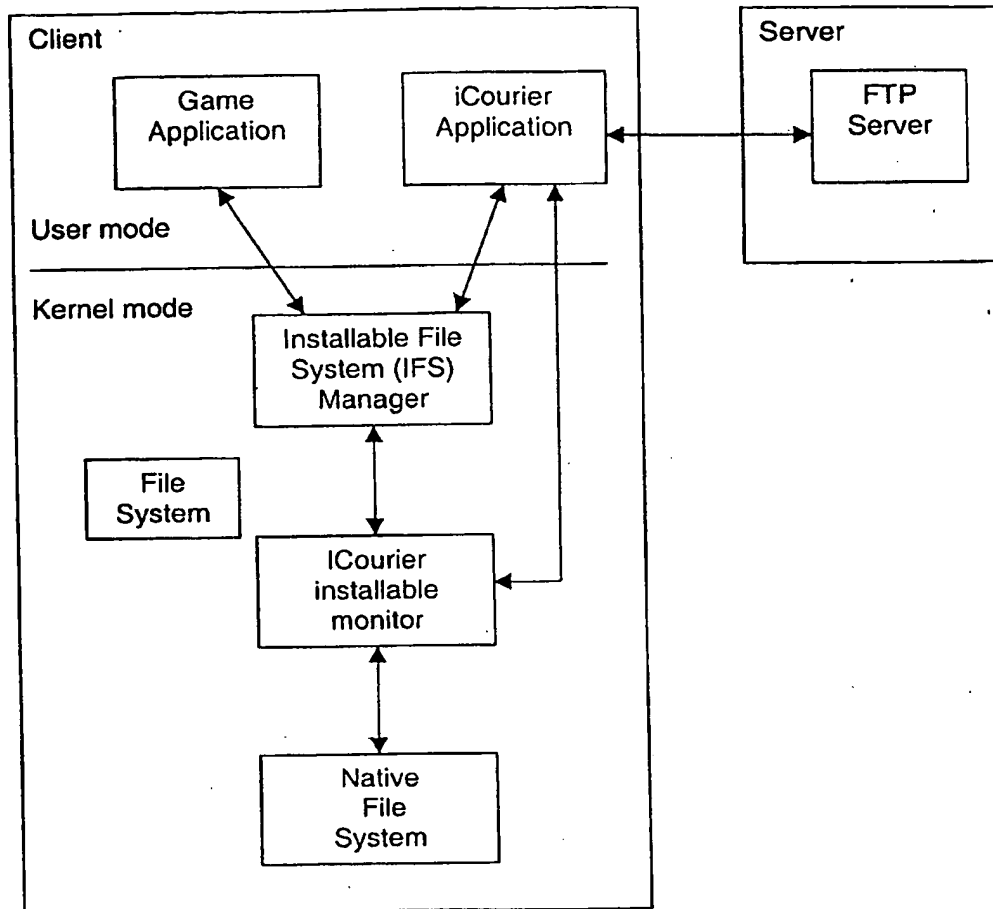 Client
Server
Game
Application
iCourier
Application
FTP
Server
User mode
Kernel mode
Installable File
System (IFS)
Manager
File
System
ICourier
installable
monitor
Native
File
System